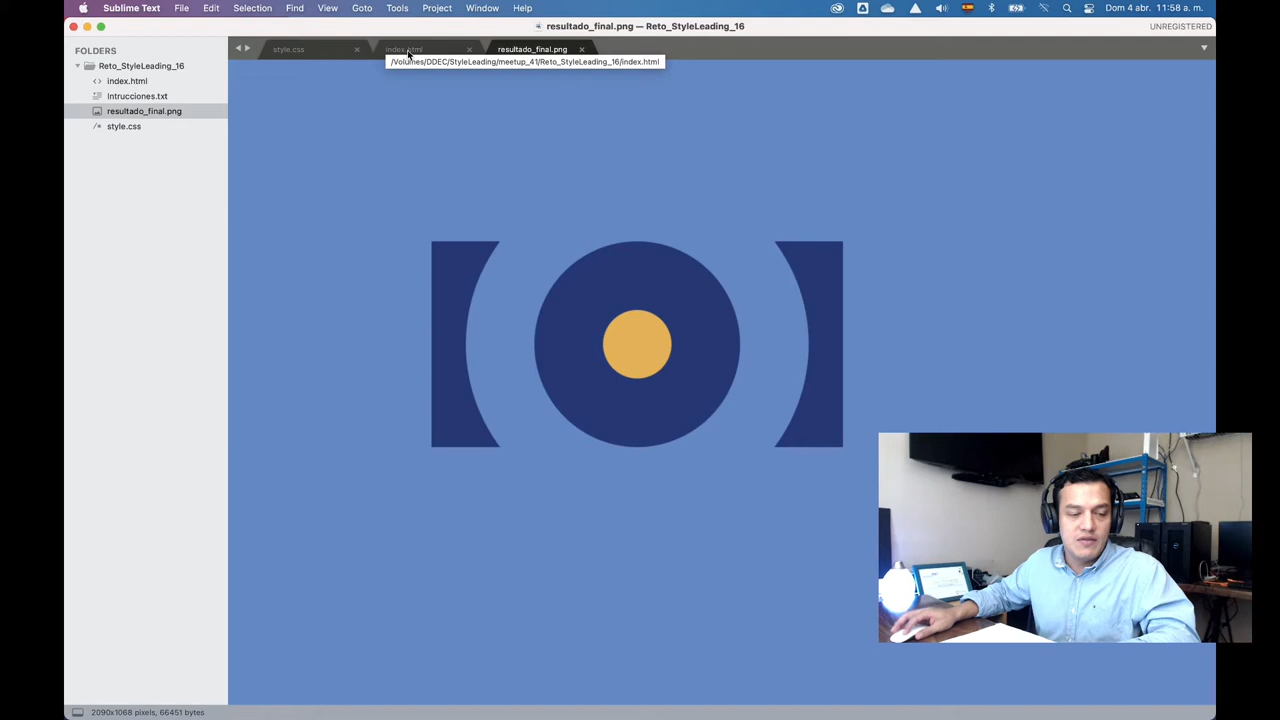 Sublime Text File Edit Selection Find View Goto Tools Project Window Help Dom 4 abr. 11:58 a. m.
resultado_final.png — Reto_StyleLeading_16 UNREGISTERED
FOLDERS
Reto_StyleLeading_16
index.html
Intrucciones.txt
resultado_final.png
style.css
style.css index.html resultado_final.png
/Volumes/DDEC/StyleLeading/meetup_41/Reto_StyleLeading_16/index.html
2090x1068 pixels, 66451 bytes